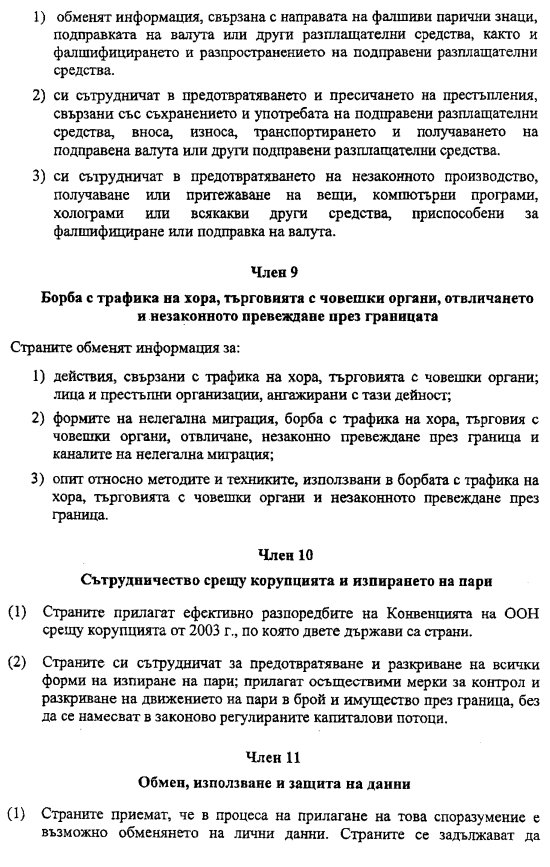 1) обменят информация, свързана с направата на фалшиви парични знаци,
подправката на валута или други разплащателни средства, както и
фалшифицирането и разпространението на подправени разплащателни
средства.
2) си сътрудничат в предотвратяването и пресичането на престъпления,
свързани със съхранението и употребата на подправени разплащателни
средства, вноса, износа, транспортирането и получаването на
подправена валута или други подправени разплащателни средства.
3) си сътрудничат в предотвратяването на незаконното производство,
получаване или притежаване на вещи, компютърни програми,
холограми или всякакви други средства, приспособени за
фалшифициране или подправка на валута.
Член 9
Борба с трафика на хора, търговията с човешки органи, отвличането
и незаконното превеждане през границата
Страните обменят информация за:
1) действия, свързани с трафика на хора, търговията с човешки органи;
лица и престъпни организации, ангажирани с тази дейност;
2) формите на нелегална миграция, борба с трафика на хора, търговия с
човешки органи, отвличане, незаконно превеждане през граница и
каналите на нелегална миграция;
3) опит относно методите и техниките, използвани в борбата с трафика на
хора, търговията с човешки органи и незаконното превеждане през
граница.
Член 10
Сътрудничество срещу корупцията и изпирането на пари
(1) Страните прилагат ефективно разпоредбите на Конвенцията на ООН
срещу корупцията от 2003 г., по която двете държави са страни.
(2) Страните си сътрудничат за предотвратяване и разкриване на всички
форми на изпиране на пари; прилагат осъществими мерки за контрол и
разкриване на движението на пари в брой и имущество през граница, без
да се намесват в законово регулираните капиталови потоци.
Член 11
Обмен, използване и защита на данни
(1) Страните приемат, че в процеса на прилагане на това споразумение е
възможно обменянето на лични данни. Страните се задължават да